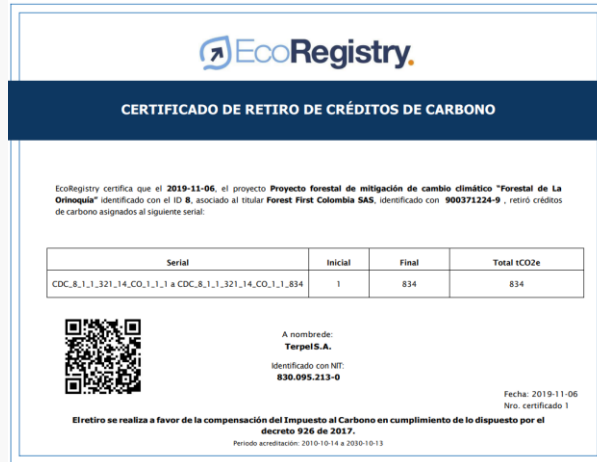 EcoRegistry.
CERTIFICADO DE RETIRO DE CRÉDITOS DE CARBONO
EcoRegistry certifica que el 2019-11-06, el proyecto Proyecto forestal de mitigación de cambio climático "Forestal de La
Orinoquia" identificado con el ID 8, asociado al titular Forest First Colombia SAS, identificado con 900371224-9 , retiró créditos
de carbono asignados al siguiente serial:
Serial Inicial Final Total tCO2e
CDC_8_1_1_321_14_CO_1_1_1 a CDC_8_1_1_321_14_CO_1_1_834 1 834 834
A nombrede:
TerpelS.A.
Identificado con NIT:
830.095.213-0
Fecha: 2019-11-06
Nro. certificado 1
Elretiro se realiza a favor de la compensación del Impuesto al Carbono en cumplimiento de lo dispuesto por el
decreto 926 de 2017.
Periodo acreditación: 2010-10-14 a 2030-10-13